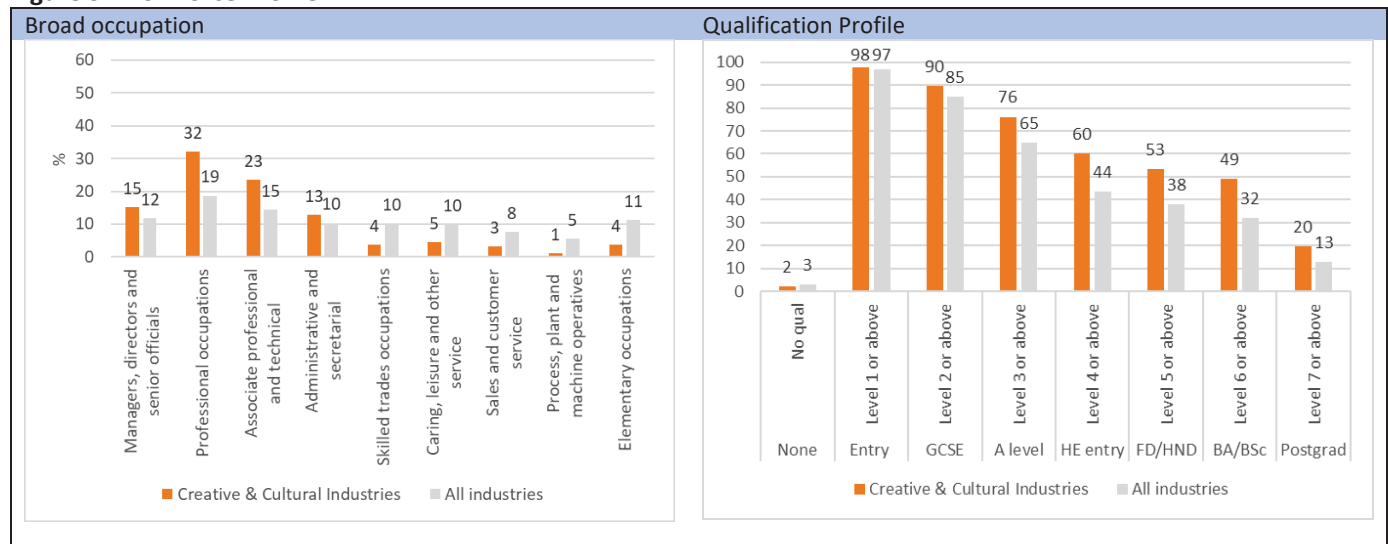 Broad occupation
60
50
40
30
20
10
0
%
15
12
32
19
23
15
13
10
4
10
5
10
3
8
1
5
4
11
Managers, directors and
senior officials
Professional occupations
Associate professional
and technical
Administrative and
secretarial
Skilled trades occupations
Caring, leisure and other
service
Sales and customer
service
Process, plant and
machine operatives
Elementary occupations
Creative & Cultural Industries
All industries
Qualification Profile
100
90
80
70
60
50
40
30
20
10
0
2
3
98
97
90
85
76
65
60
44
53
38
49
32
20
13
No qual
Level 1 or above
Level 2 or above
Level 3 or above
Level 4 or above
Level 5 or above
Level 6 or above
Level 7 or above
None
Entry
GCSE
A level
HE entry
FD/HND
BA/BSc
Postgrad
Creative & Cultural Industries
All industries